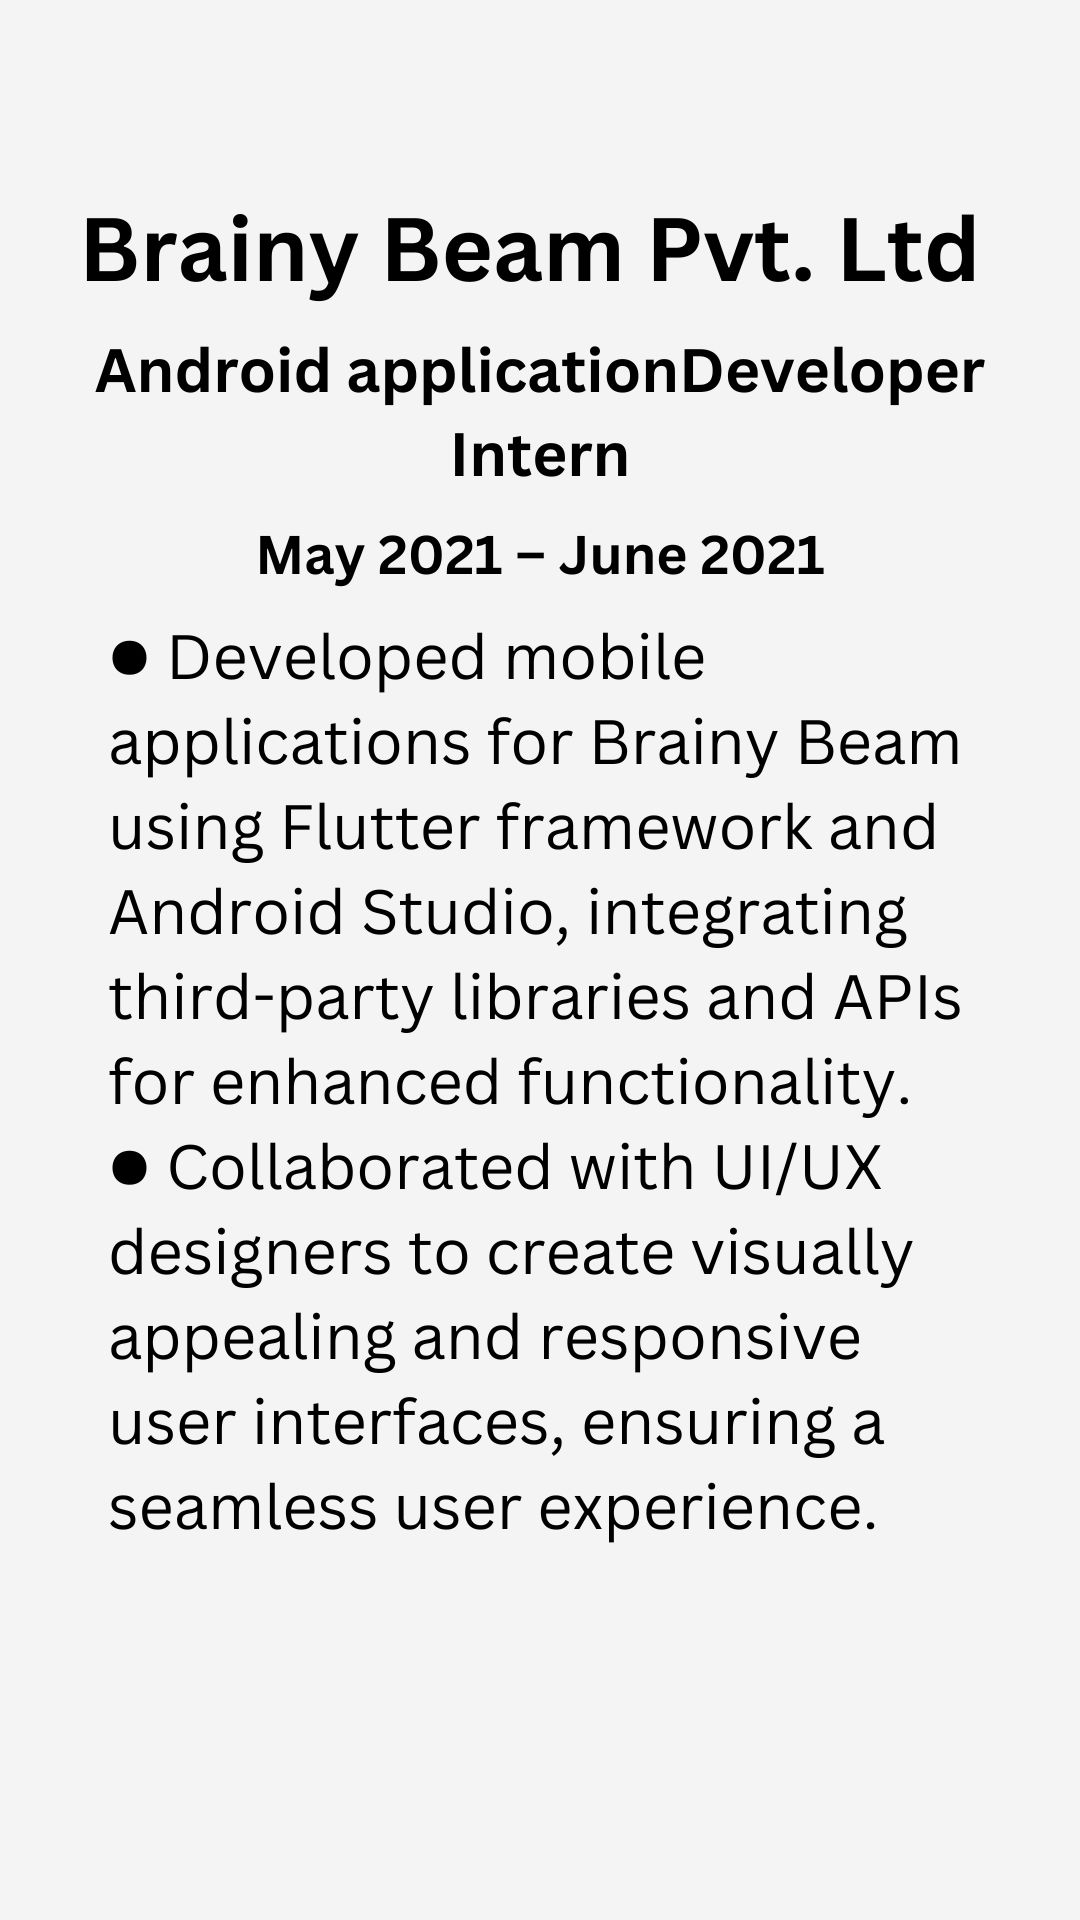 Brainy Beam Pvt. Ltd
Android applicationDeveloper
Intern
May 2021 – June 2021
● Developed mobile
applications for Brainy Beam
using Flutter framework and
Android Studio, integrating
third-party libraries and APIs
for enhanced functionality.
● Collaborated with UI/UX
designers to create visually
appealing and responsive
user interfaces, ensuring a
seamless user experience.